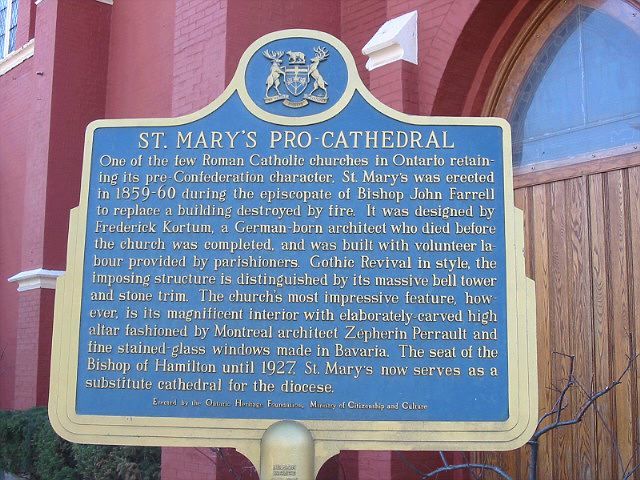 ST. MARY'S PRO-CATHEDRAL
One of the few Roman Catholic churches in Ontario retain-
ing its pre-Confederation character, St. Mary's was erected
in 1859-60 during the episcopate of Bishop John Farrell
to replace a building destroyed by fire. It was designed by
Frederick Kortum, a German-born architect who died before
the church was completed, and was built with volunteer la-
bour provided by parishioners. Gothic Revival in style, the
imposing structure is distinguished by its massive bell tower
and stone trim. The church's most impressive feature, how-
ever, is its magnificent interior with elaborately-carved high
altar fashioned by Montreal architect Zépherin Perrault and
fine stained-glass windows made in Bavaria. The seat of the
Bishop of Hamilton until 1927, St. Mary's now serves as a
substitute cathedral for the diocese.
Erected by the Ontario Heritage Foundation, Ministry of Citizenship and Culture